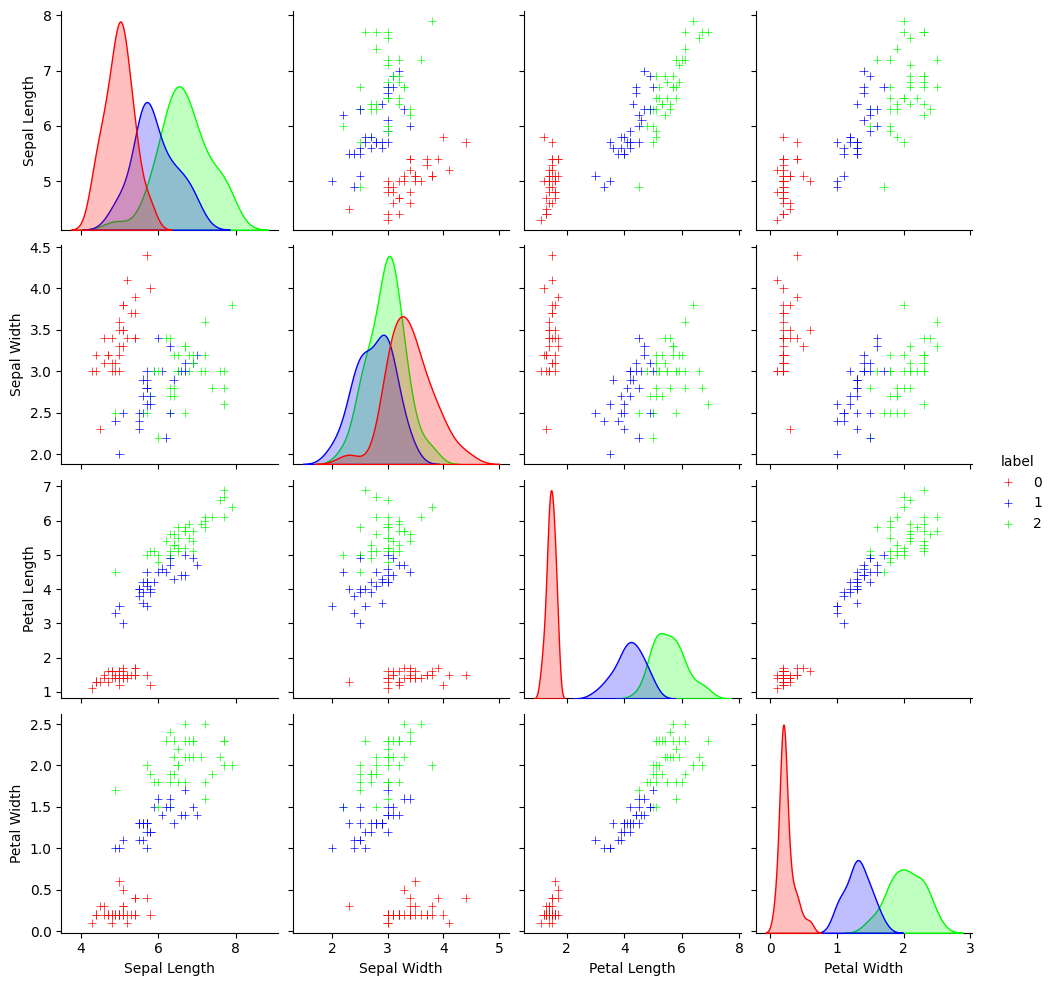 8
7
6
5
Sepal Length
4.5
4.0
3.5
3.0
2.5
2.0
Sepal Width
label
0
1
2
7
6
5
4
3
2
1
Petal Length
2.5
2.0
1.5
1.0
0.5
0.0
Petal Width
4 6 8
2 3 4 5
2 4 6 8
0 1 2 3
Sepal Length
Sepal Width
Petal Length
Petal Width